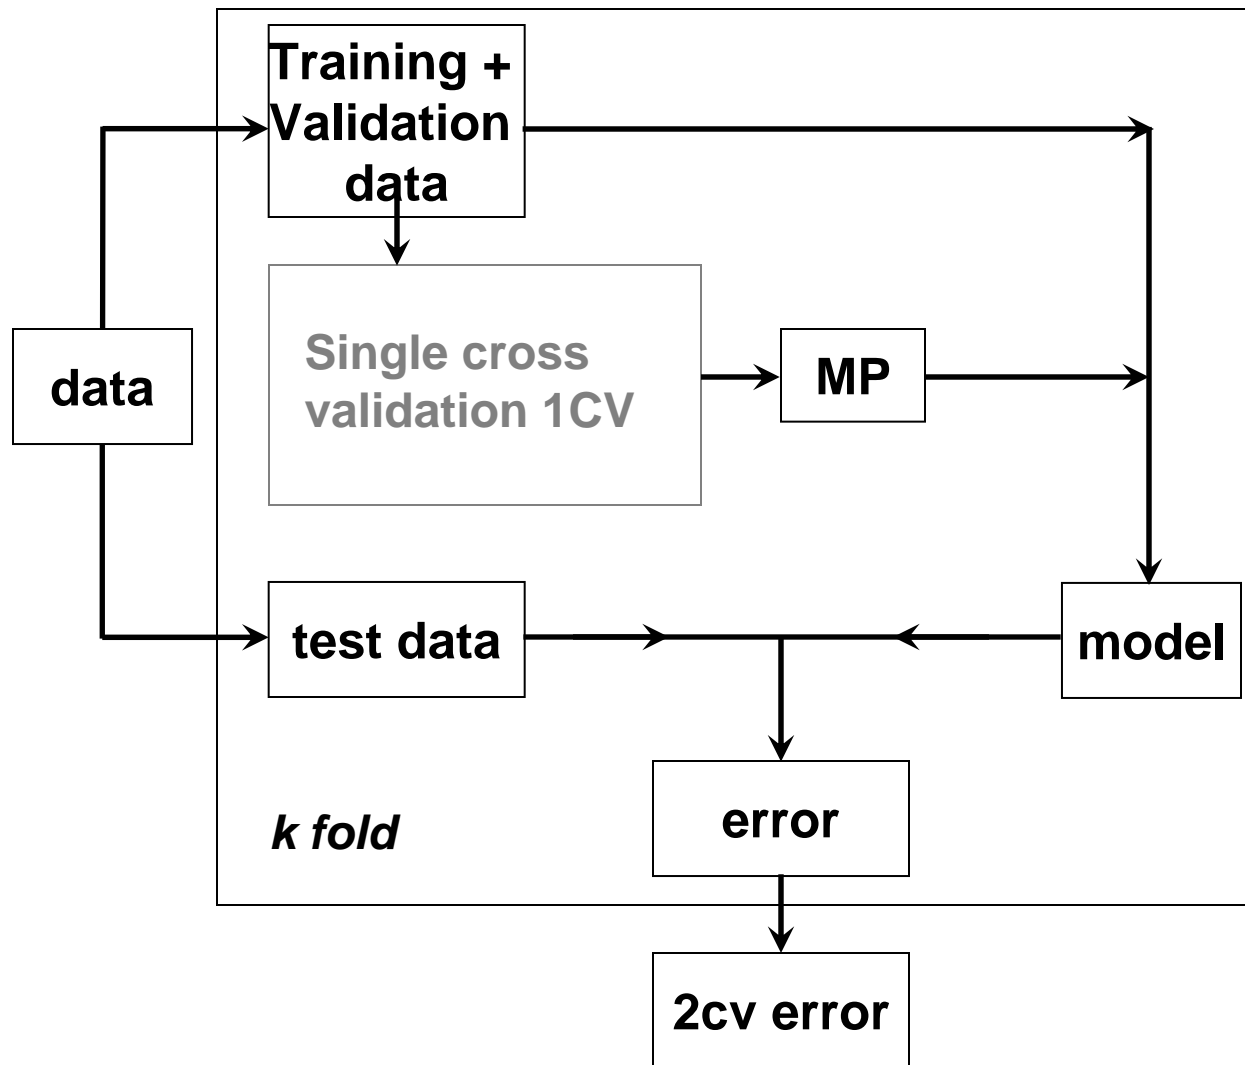 Training +
Validation
data
Single cross
validation 1CV
MP
data
test data
model
error
k fold
2cv error